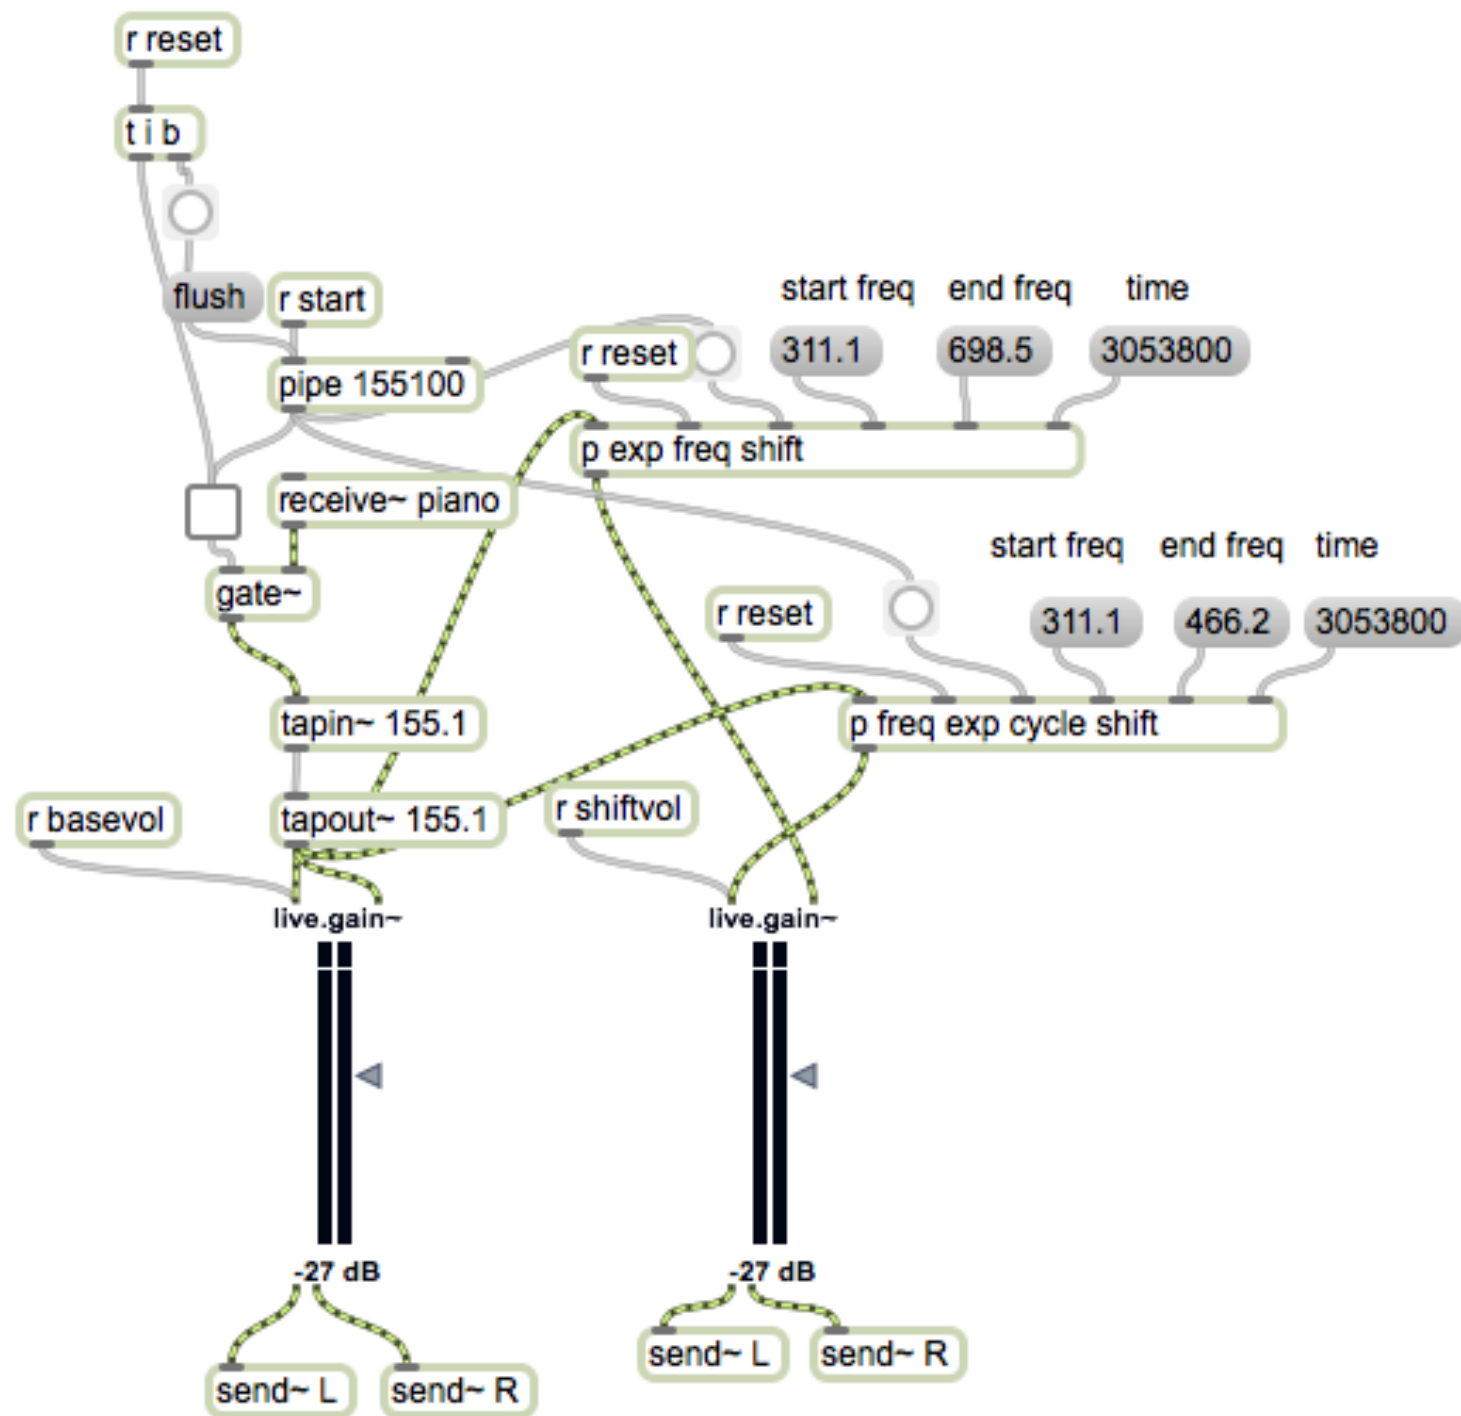 r reset
t i b
flush
r start
start freq
end freq
time
r reset
311.1
698.5
3053800
pipe 155100
p exp freq shift
receive~ piano
start freq
end freq
time
gate~
r reset
311.1
466.2
3053800
tapin~ 155.1
p freq exp cycle shift
r basevol
tapout~ 155.1
r shiftvol
live.gain~
live.gain~
-27 dB
-27 dB
send~ L
send~ R
send~ L
send~ R